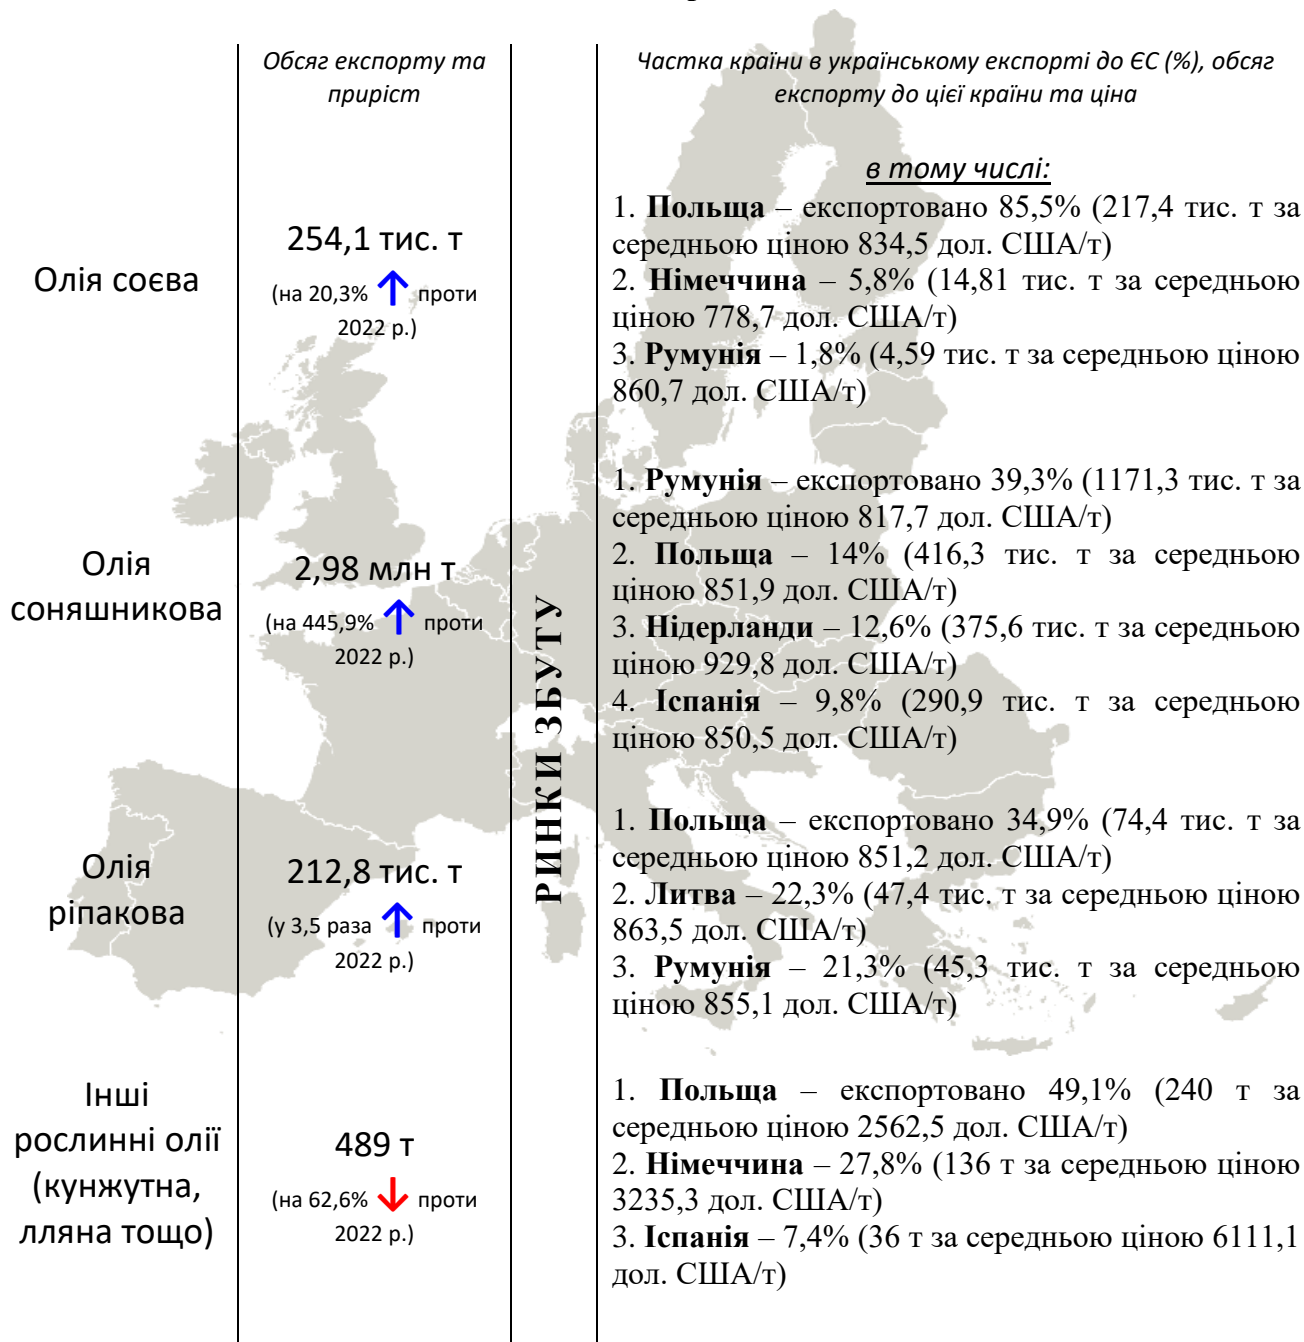 Обсяг експорту та
приріст
Частка країни в українському експорті до ЄС (%), обсяг
експорту до цієї країни та ціна
в тому числі:
Олія соєва
254,1 тис. т
(на 20,3% ↑ проти
2022 р.)
1. Польща – експортовано 85,5% (217,4 тис. т за
середньою ціною 834,5 дол. США/т)
2. Німеччина – 5,8% (14,81 тис. т за середньою
ціною 778,7 дол. США/т)
3. Румунія – 1,8% (4,59 тис. т за середньою ціною
860,7 дол. США/т)
Олія
соняшникова
2,98 млн т
(на 445,9% ↑ проти
2022 р.)
РИНКИ ЗБУТУ
1. Румунія – експортовано 39,3% (1171,3 тис. т за
середньою ціною 817,7 дол. США/т)
2. Польща – 14% (416,3 тис. т за середньою
ціною 851,9 дол. США/т)
3. Нідерланди – 12,6% (375,6 тис. т за середньою
ціною 929,8 дол. США/т)
4. Іспанія – 9,8% (290,9 тис. т за середньою
ціною 850,5 дол. США/т)
Олія
ріпакова
212,8 тис. т
(у 3,5 раза ↑ проти
2022 р.)
1. Польща – експортовано 34,9% (74,4 тис. т за
середньою ціною 851,2 дол. США/т)
2. Литва – 22,3% (47,4 тис. т за середньою ціною
863,5 дол. США/т)
3. Румунія – 21,3% (45,3 тис. т за середньою
ціною 855,1 дол. США/т)
Інші
рослинні олії
(кунжутна,
лляна тощо)
489 т
(на 62,6% ↓ проти
2022 р.)
1. Польща – експортовано 49,1% (240 т за
середньою ціною 2562,5 дол. США/т)
2. Німеччина – 27,8% (136 т за середньою ціною
3235,3 дол. США/т)
3. Іспанія – 7,4% (36 т за середньою ціною 6111,1
дол. США/т)